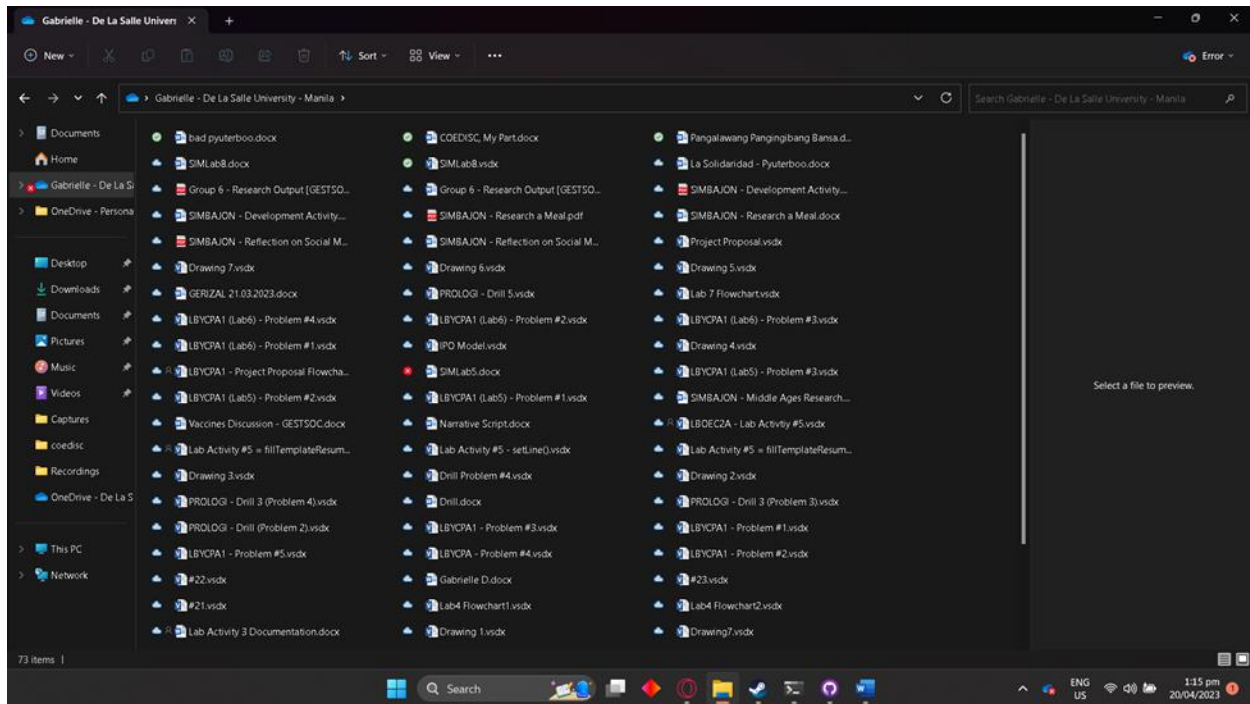 Gabrielle - De La Salle Univers
New
Sort
View
Error
Gabrielle - De La Salle University - Manila
Search Gabrielle - De La Salle University - Manila
Documents
Home
Gabrielle - De La S
OneDrive - Persona
Desktop
Downloads
Documents
Pictures
Music
Videos
Captures
coedisc
Recordings
OneDrive - De La S
This PC
Network
bad pyuterboo.docx
COEDISC, My Part.docx
Pangalawang Pangingibang Bansa.d...
SIMLab8.docx
SIMLab8.vsdx
La Solidaridad - Pyuterboo.docx
Group 6 - Research Output [GESTSO...
Group 6 - Research Output [GESTSO...
SIMBAJON - Development Activity....
SIMBAJON - Development Activity....
SIMBAJON - Research a Meal.pdf
SIMBAJON - Research a Meal.docx
SIMBAJON - Reflection on Social M...
SIMBAJON - Reflection on Social M...
Project Proposal.vsdx
Drawing 7.vsdx
Drawing 6.vsdx
Drawing 5.vsdx
GERIZAL 21.03.2023.docx
PROLOGI - Drill 5.vsdx
Lab 7 Flowchart.vsdx
LBYCPA1 (Lab6) - Problem #4.vsdx
LBYCPA1 (Lab6) - Problem #2.vsdx
LBYCPA1 (Lab6) - Problem #3.vsdx
LBYCPA1 (Lab6) - Problem #1.vsdx
IPO Model.vsdx
Drawing 4.vsdx
LBYCPA1 - Project Proposal Flowcha...
SIMLab5.docx
LBYCPA1 (Lab5) - Problem #3.vsdx
LBYCPA1 (Lab5) - Problem #2.vsdx
LBYCPA1 (Lab5) - Problem #1.vsdx
SIMBAJON - Middle Ages Research...
Vaccines Discussion - GESTSOC.docx
Narrative Script.docx
LBDEC2A - Lab Activtiy #5.vsdx
Lab Activity #5 = fillTemplateResum...
Lab Activity #5 - setLine().vsdx
Lab Activity #5 = fillTemplateResum...
Drawing 3.vsdx
Drill Problem #4.vsdx
Drawing 2.vsdx
PROLOGI - Drill 3 (Problem 4).vsdx
Drill.docx
PROLOGI - Drill 3 (Problem 3).vsdx
PROLOGI - Drill (Problem 2).vsdx
LBYCPA1 - Problem #3.vsdx
LBYCPA1 - Problem #1.vsdx
LBYCPA1 - Problem #5.vsdx
LBYCPA - Problem #4.vsdx
LBYCPA1 - Problem #2.vsdx
#22.vsdx
Gabrielle D.docx
#23.vsdx
#21.vsdx
Lab4 Flowchart1.vsdx
Lab4 Flowchart2.vsdx
Lab Activity 3 Documentation.docx
Drawing 1.vsdx
Drawing7.vsdx
Select a file to preview.
73 items
Search
ENG
US
1:15 pm
20/04/2023
1